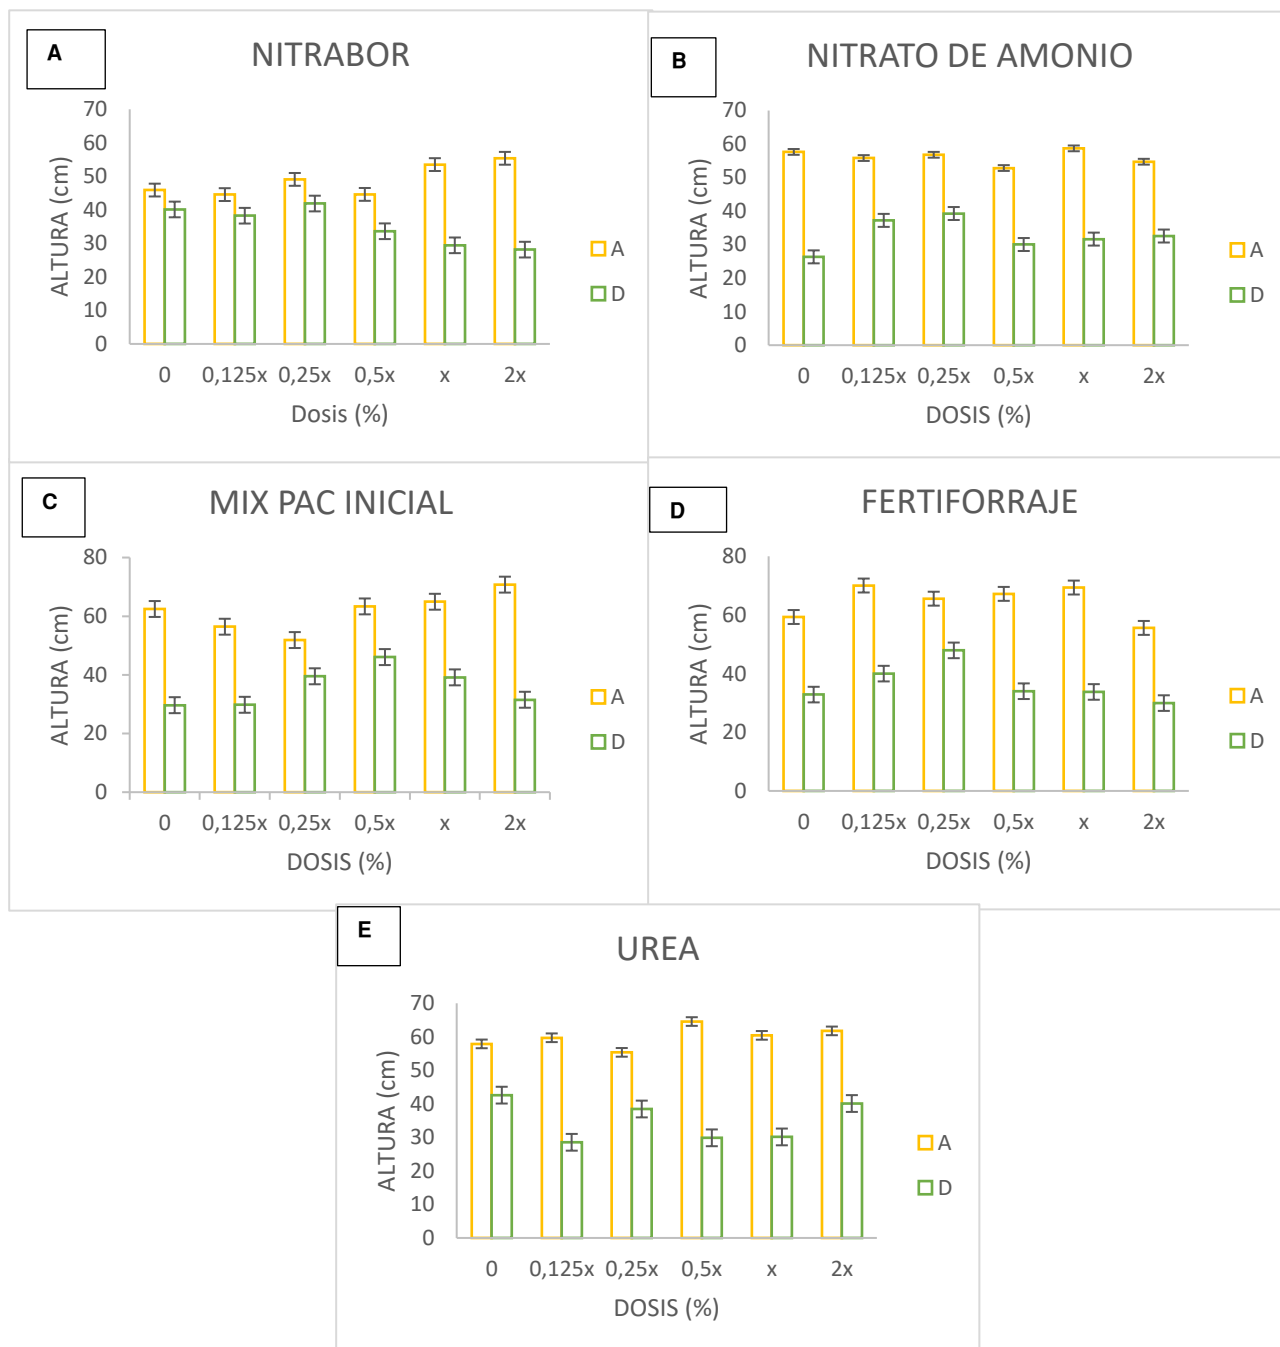 A
NITRABOR
ALTURA (cm)
70
60
50
40
30
20
10
0
0 0,125x 0,25x 0,5x x 2x
Dosis (%)
A
D
B
NITRATO DE AMONIO
ALTURA (cm)
70
60
50
40
30
20
10
0
0 0,125x 0,25x 0,5x x 2x
DOSIS (%)
A
D
C
MIX PAC INICIAL
ALTURA (cm)
80
60
40
20
0
0 0,125x 0,25x 0,5x x 2x
DOSIS (%)
A
D
D
FERTIFORRAJE
ALTURA (cm)
80
60
40
20
0
0 0,125x 0,25x 0,5x x 2x
DOSIS (%)
A
D
E
UREA
ALTURA (cm)
70
60
50
40
30
20
10
0
0 0,125x 0,25x 0,5x x 2x
DOSIS (%)
A
D